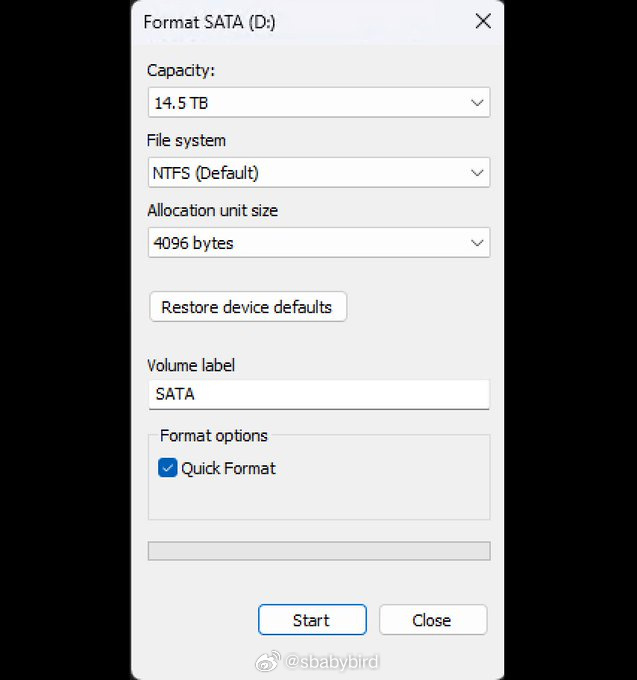 Format SATA (D:)
Capacity:
14.5 TB
File system
NTFS (Default)
Allocation unit size
4096 bytes
Restore device defaults
Volume label
SATA
Format options
Quick Format
Start
Close
@sbabybird